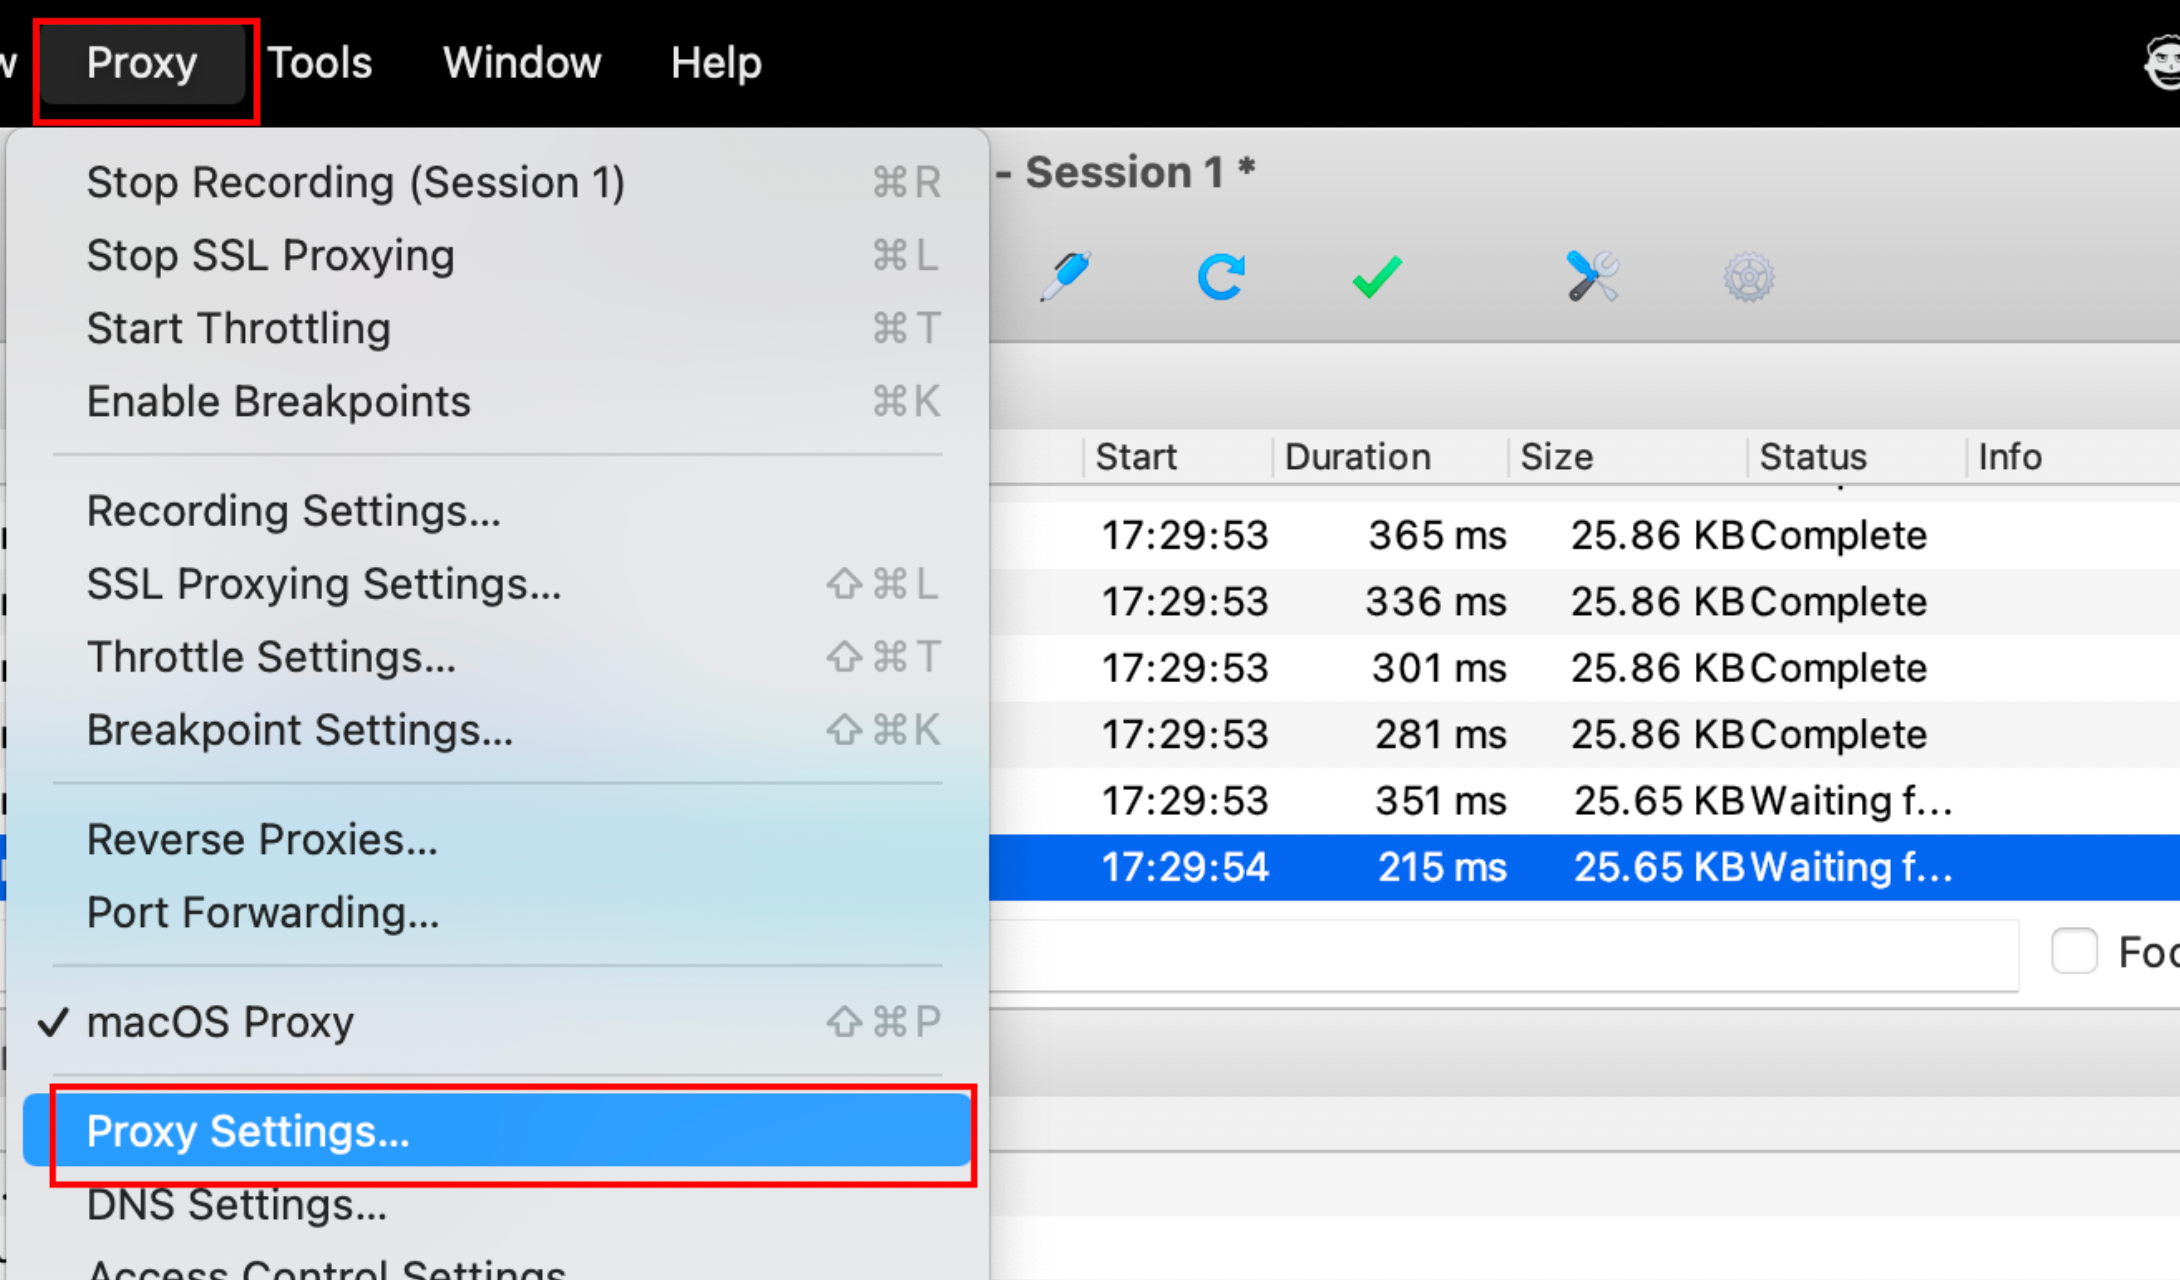 Proxy Tools Window Help
- Session 1 *
Stop Recording (Session 1) ⌘R
Stop SSL Proxying ⌘L
Start Throttling ⌘T
Enable Breakpoints ⌘K
Recording Settings...
SSL Proxying Settings... ⇧⌘L
Throttle Settings... ⇧⌘T
Breakpoint Settings... ⇧⌘K
Reverse Proxies...
Port Forwarding...
✓ macOS Proxy ⇧⌘P
Proxy Settings...
DNS Settings...
Access Control Settings
Start Duration Size Status Info
17:29:53 365 ms 25.86 KB Complete
17:29:53 336 ms 25.86 KB Complete
17:29:53 301 ms 25.86 KB Complete
17:29:53 281 ms 25.86 KB Complete
17:29:53 351 ms 25.65 KB Waiting f...
17:29:54 215 ms 25.65 KB Waiting f...